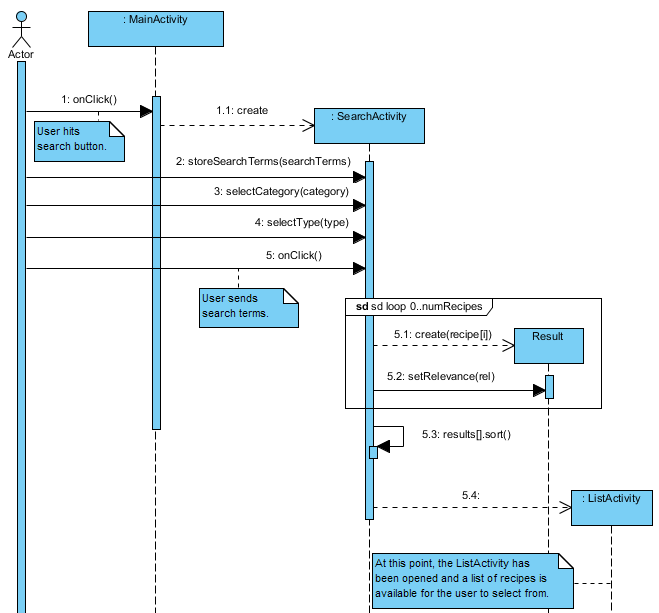 : MainActivity
Actor
1: onClick()
1.1: create
: SearchActivity
User hits
search button.
2: storeSearchTerms(searchTerms)
3: selectCategory(category)
4: selectType(type)
5: onClick()
User sends
search terms.
sd sd loop 0..numRecipes
5.1: create(recipe[i])
Result
5.2: setRelevance(rel)
5.3: results[].sort()
5.4:
: ListActivity
At this point, the ListActivity has
been opened and a list of recipes is
available for the user to select from.